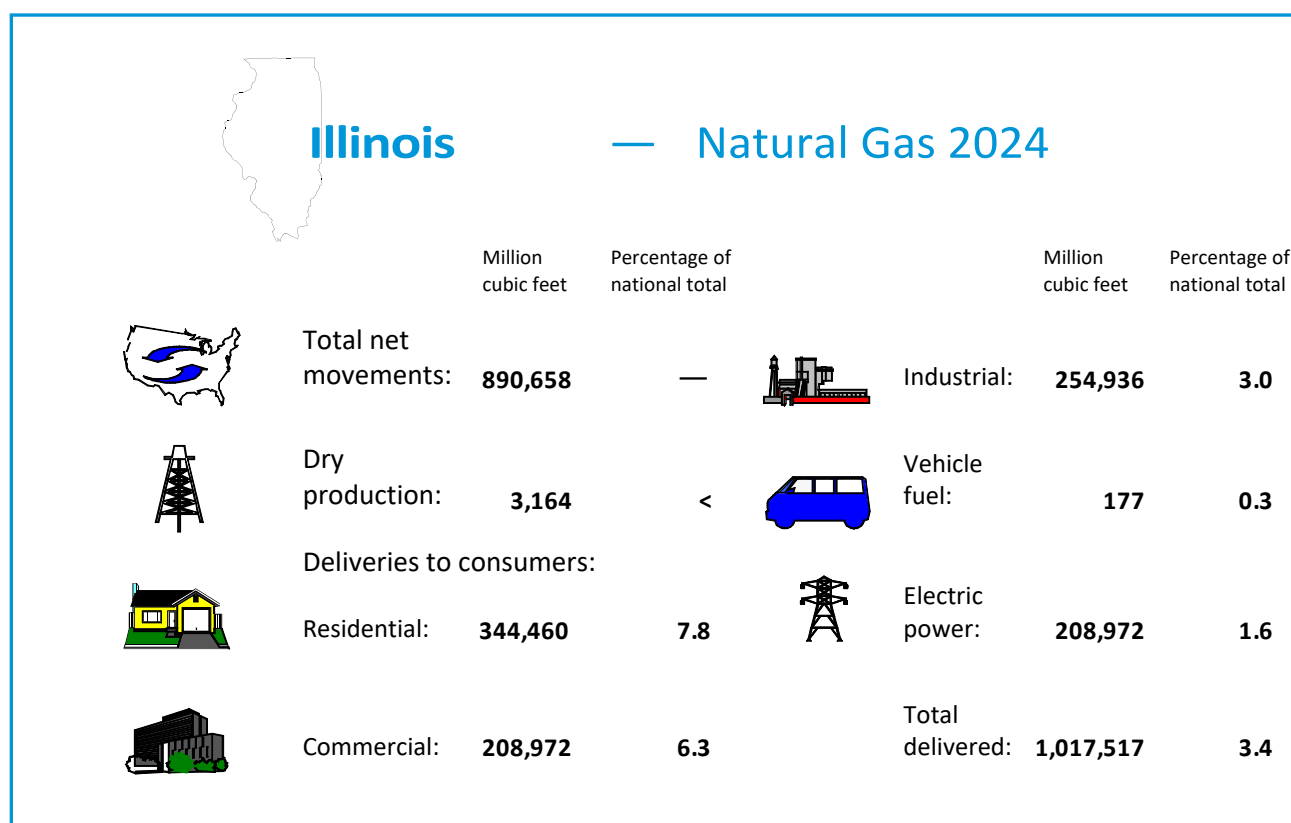 Illinois — Natural Gas 2024
Million cubic feet
Percentage of national total
Million cubic feet
Percentage of national total
Total net movements: 890,658 —
Industrial: 254,936 3.0
Dry production: 3,164 <
Vehicle fuel: 177 0.3
Deliveries to consumers:
Residential: 344,460 7.8
Electric power: 208,972 1.6
Commercial: 208,972 6.3
Total delivered: 1,017,517 3.4